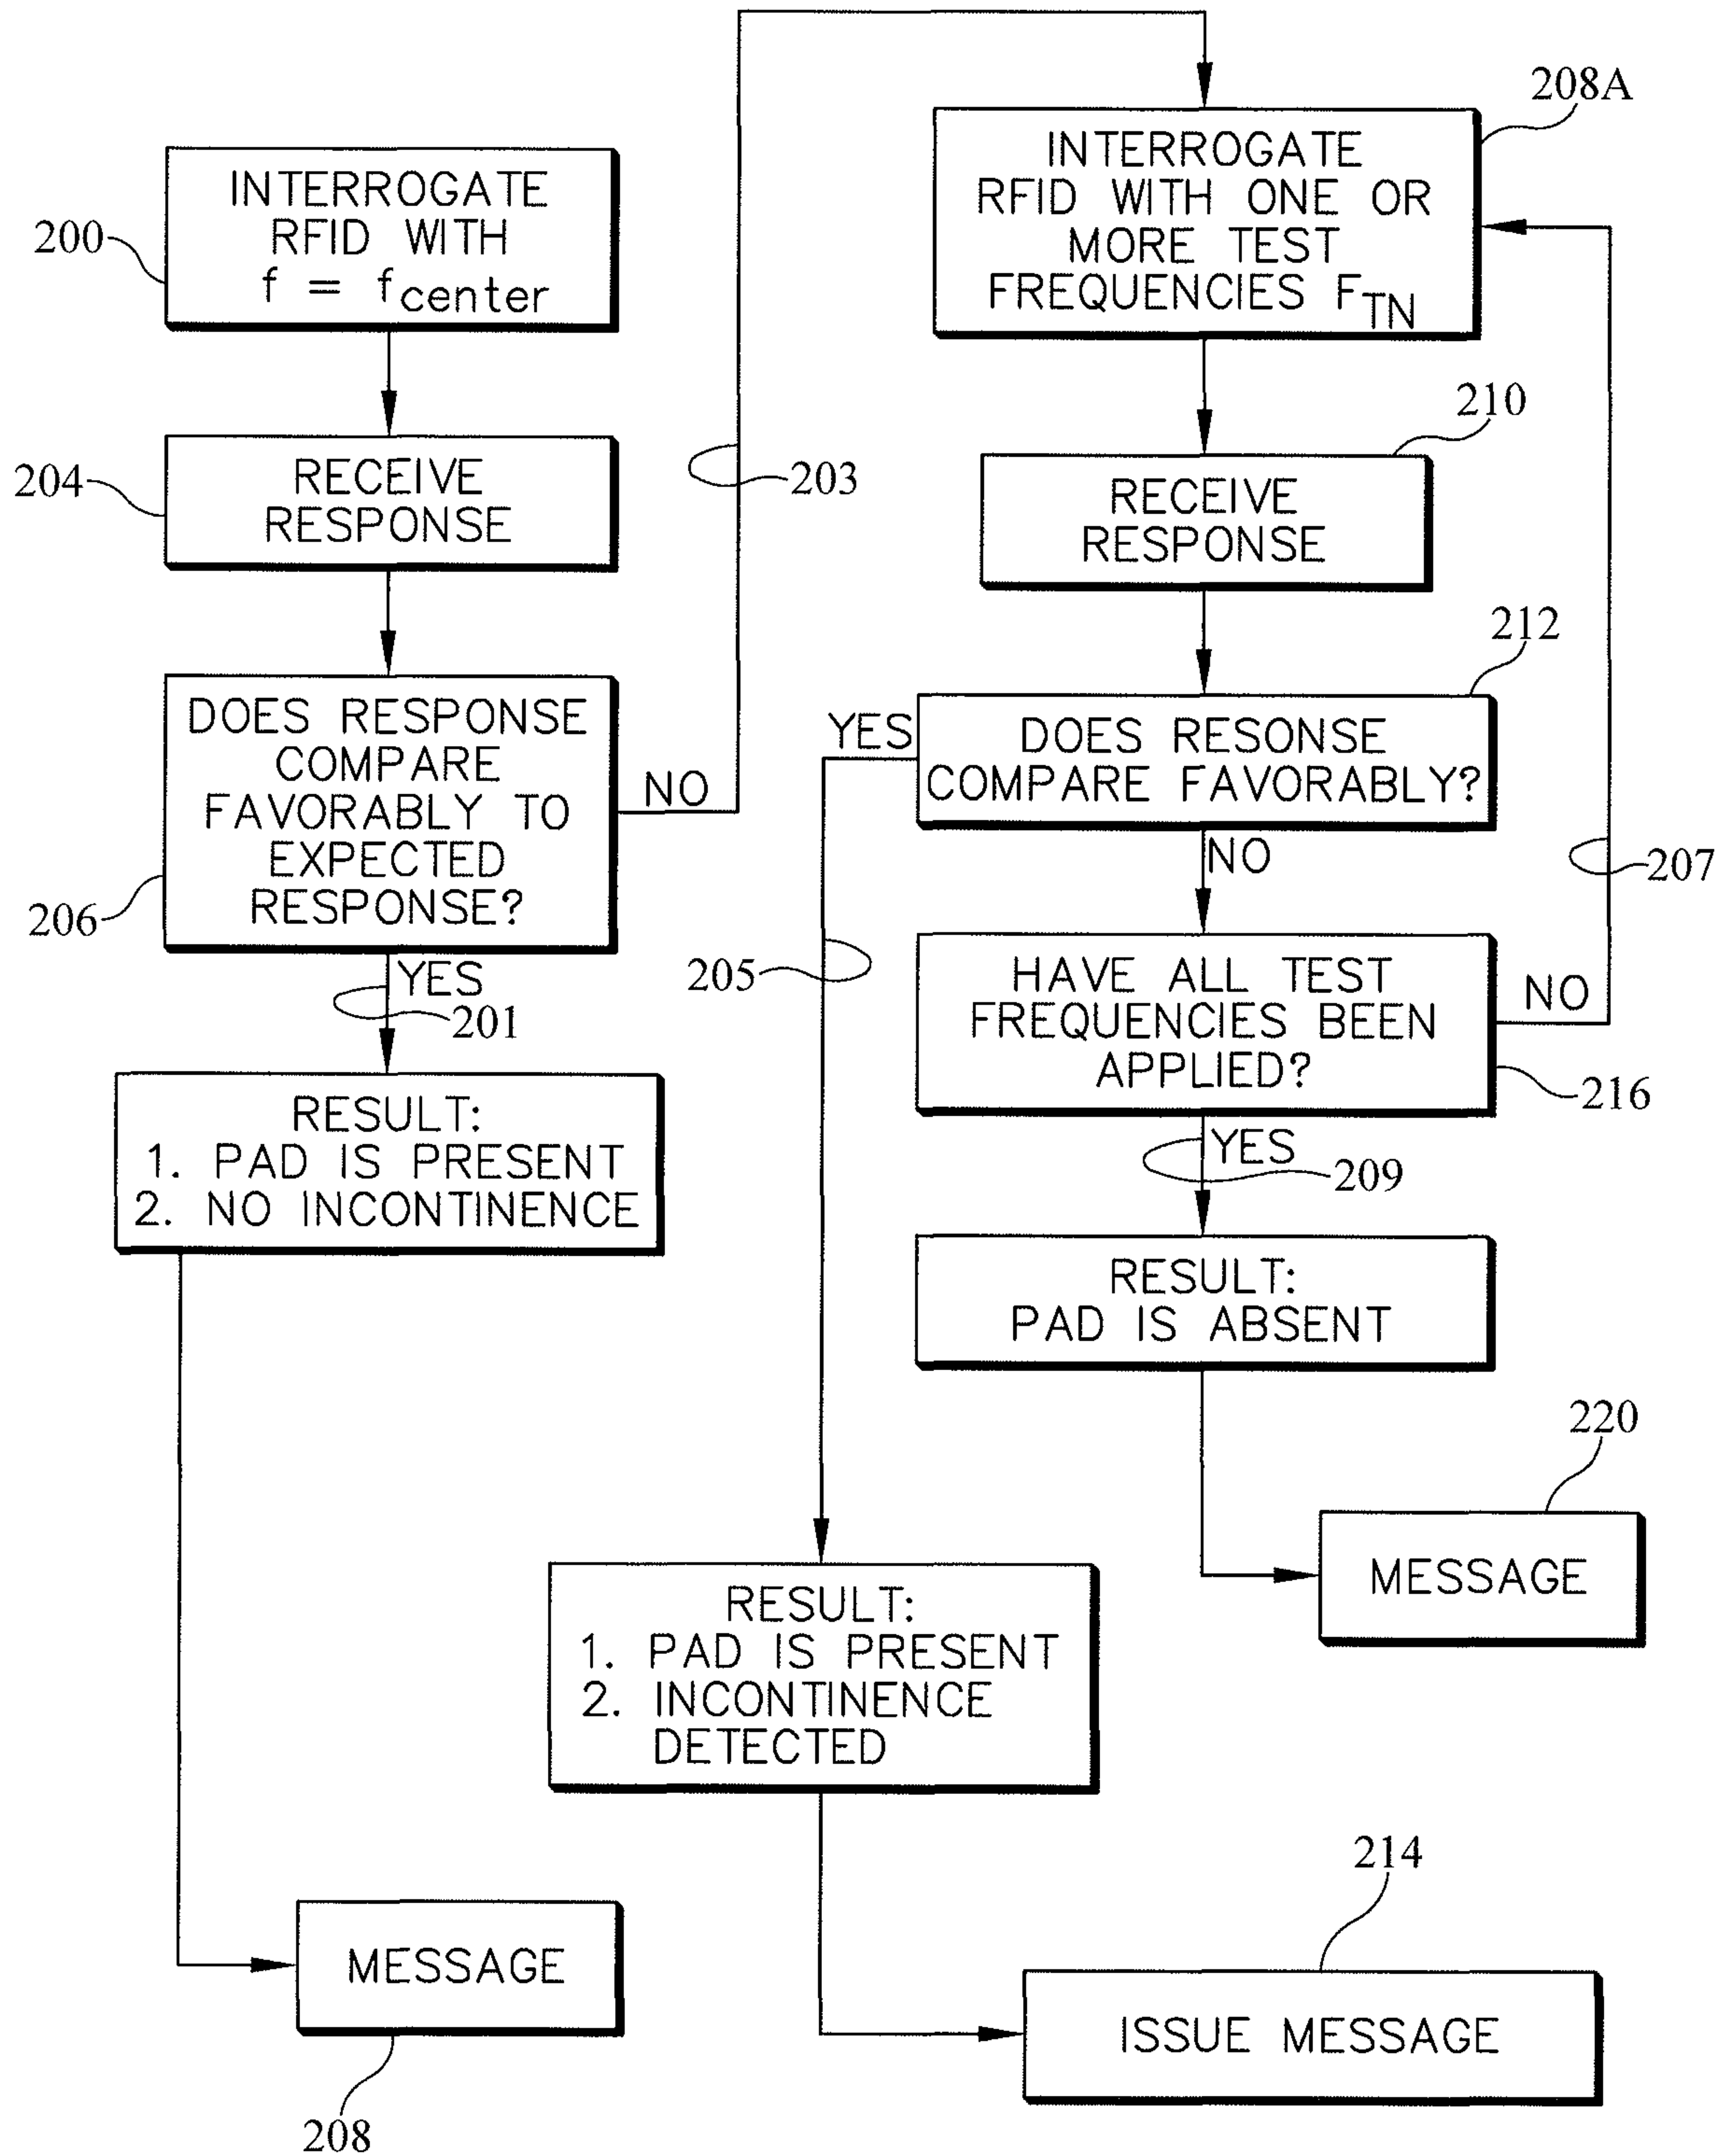 200
INTERROGATE
RFID WITH
f = fcenter
204
RECEIVE
RESPONSE
206
DOES RESPONSE
COMPARE
FAVORABLY TO
EXPECTED
RESPONSE?
NO
203
YES
201
RESULT:
1. PAD IS PRESENT
2. NO INCONTINENCE
MESSAGE
208
208A
INTERROGATE
RFID WITH ONE OR
MORE TEST
FREQUENCIES FTN
210
RECEIVE
RESPONSE
212
YES
DOES RESONSE
COMPARE FAVORABLY?
NO
207
205
HAVE ALL TEST
FREQUENCIES BEEN
APPLIED?
NO
216
YES
209
RESULT:
PAD IS ABSENT
220
MESSAGE
RESULT:
1. PAD IS PRESENT
2. INCONTINENCE
DETECTED
214
ISSUE MESSAGE